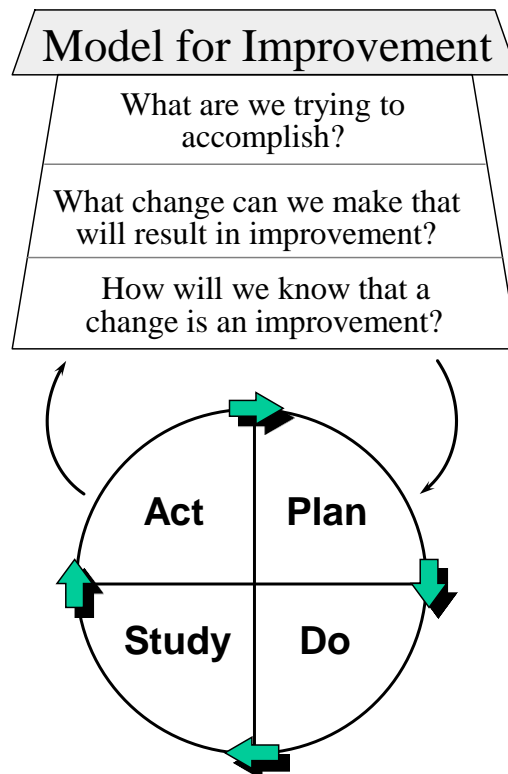 Model for Improvement
What are we trying to
accomplish?
What change can we make that
will result in improvement?
How will we know that a
change is an improvement?
Act Plan
Study Do